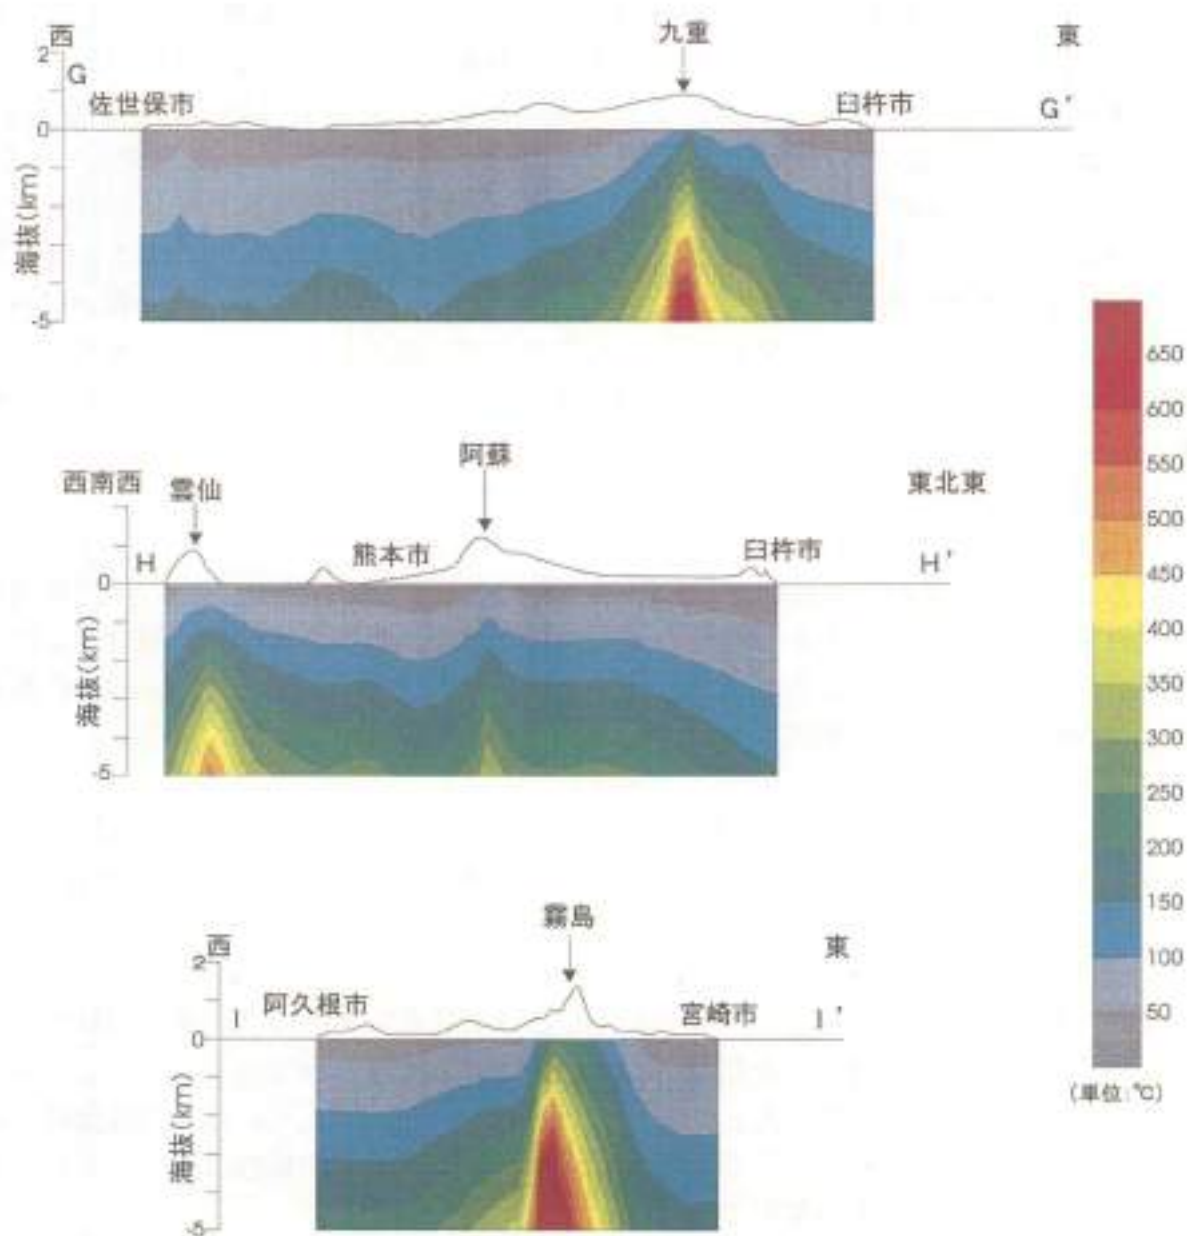 西
九重
東
2
G
佐世保市
臼杵市
G'
0
海抜(km)
-5
阿蘇
西南西
雲仙
東北東
H
熊本市
臼杵市
H'
0
海抜(km)
-5
霧島
西
東
2
I
阿久根市
宮崎市
I'
0
海抜(km)
-5
650
600
550
500
450
400
350
300
250
200
150
100
50
(単位:℃)